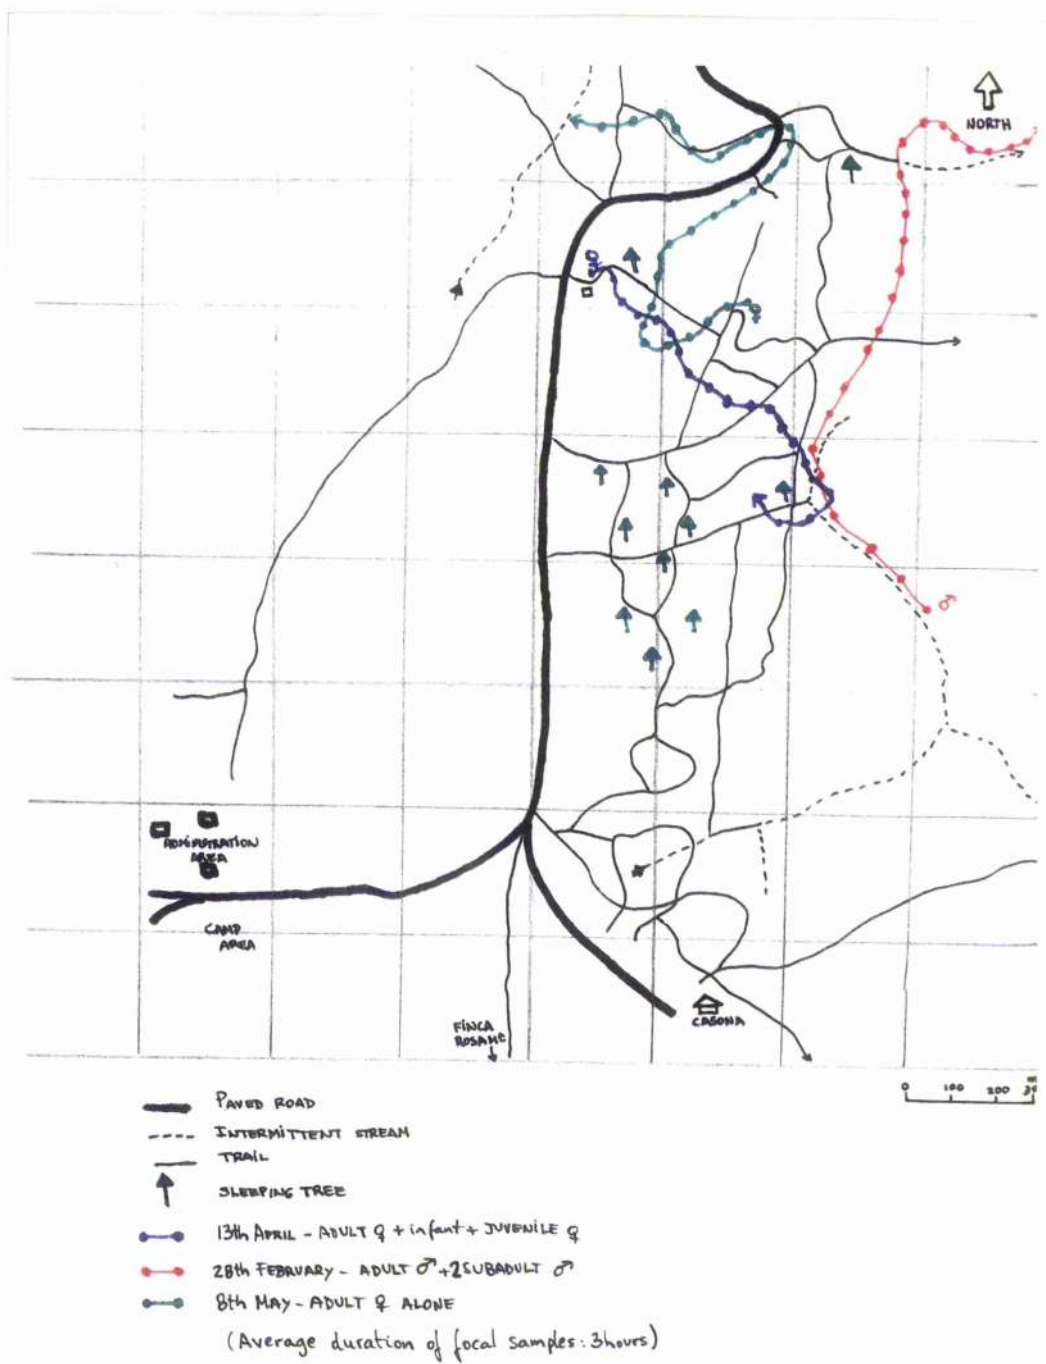 NORTH
ADMINISTRATION
AREA
CAMP
AREA
FINCA
CASONA
0 100 200
PAVED ROAD
INTERMITTENT STREAM
TRAIL
SLEEPING TREE
13th APRIL - ADULT ♀ + infant + JUVENILE ♀
28th FEBRUARY - ADULT ♂ + 2 SUBADULT ♂
8th MAY - ADULT ♀ ALONE
(Average duration of focal samples: 3 hours)